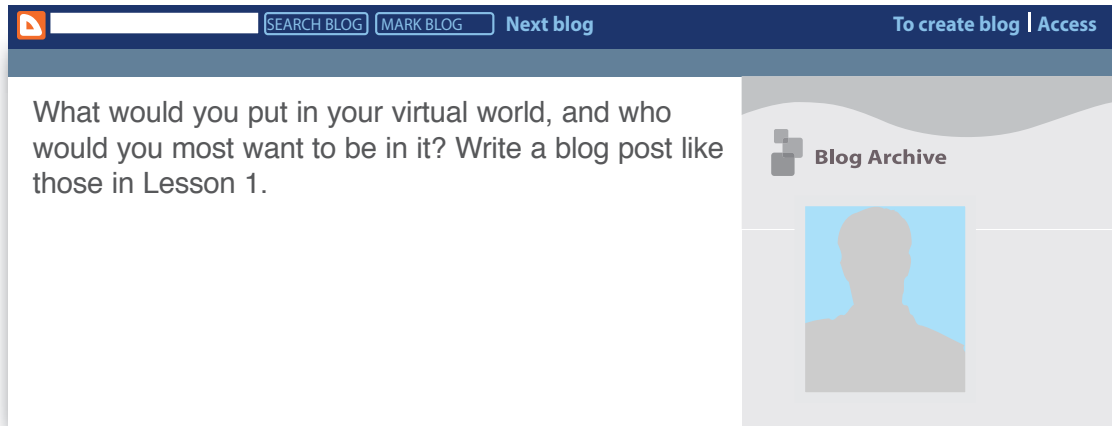 SEARCH BLOG MARK BLOG Next blog To create blog Access
What would you put in your virtual world, and who
would you most want to be in it? Write a blog post like
those in Lesson 1.
Blog Archive